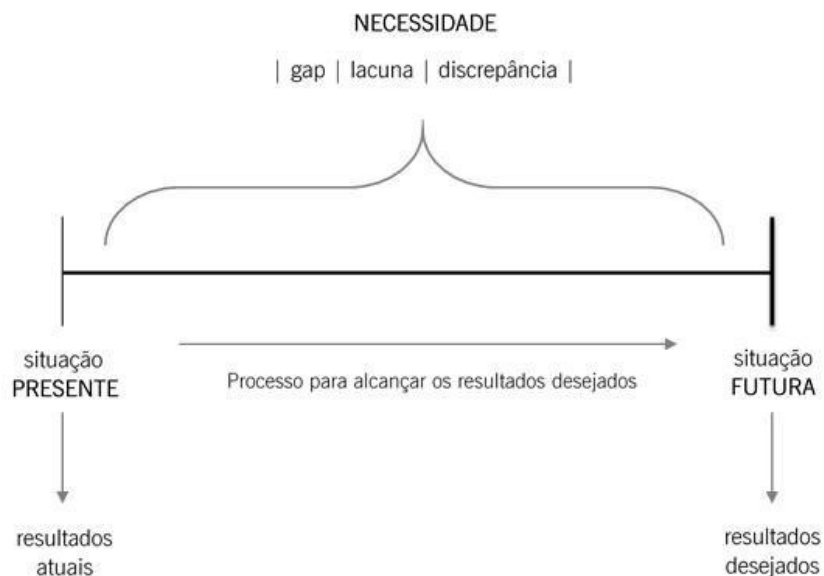 NECESSIDADE
| gap | lacuna | discrepância |
situação
PRESENTE
Processo para alcançar os resultados desejados
situação
FUTURA
resultados
atuais
resultados
desejados